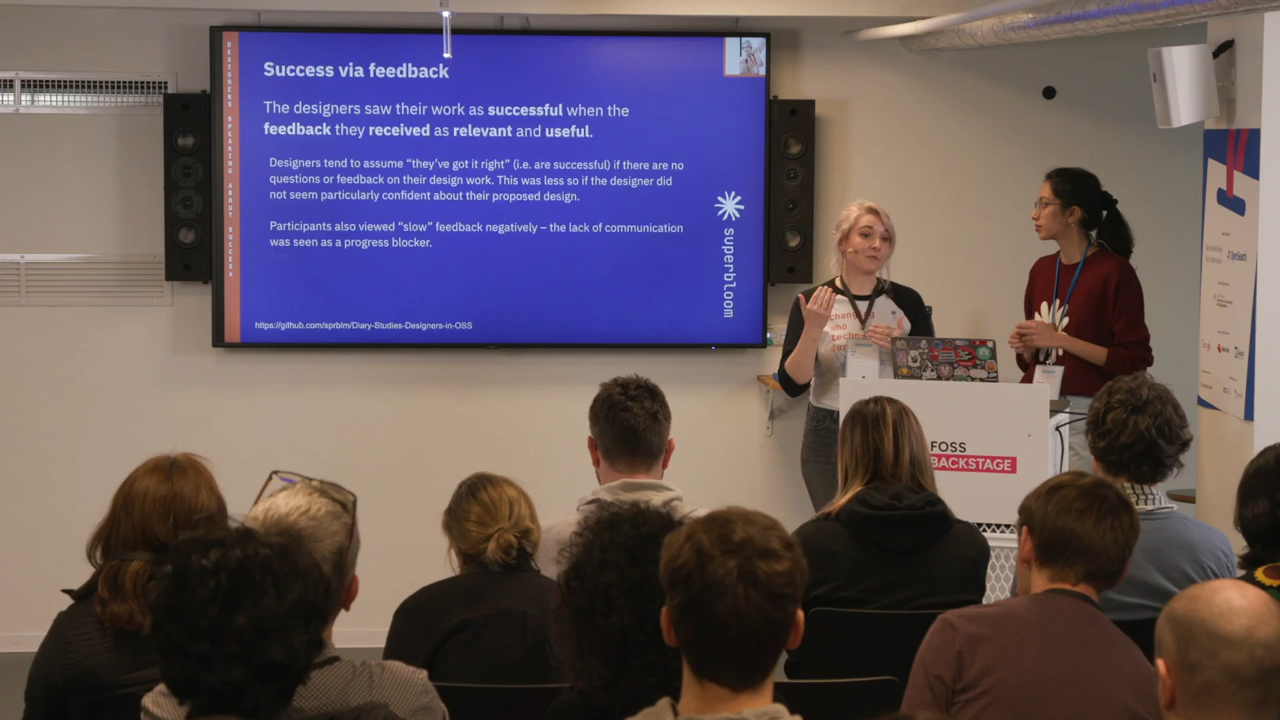 DESIGNERS SPEAKING ABOUT SUCCESS
Success via feedback
The designers saw their work as successful when the
feedback they received as relevant and useful.
Designers tend to assume “they’ve got it right” (i.e. are successful) if there are no
questions or feedback on their design work. This was less so if the designer did
not seem particularly confident about their proposed design.
Participants also viewed “slow” feedback negatively – the lack of communication
was seen as a progress blocker.
https://github.com/sprblm/Diary-Studies-Designers-in-OSS
superbloom
who
FOSS
BACKSTAGE
Google